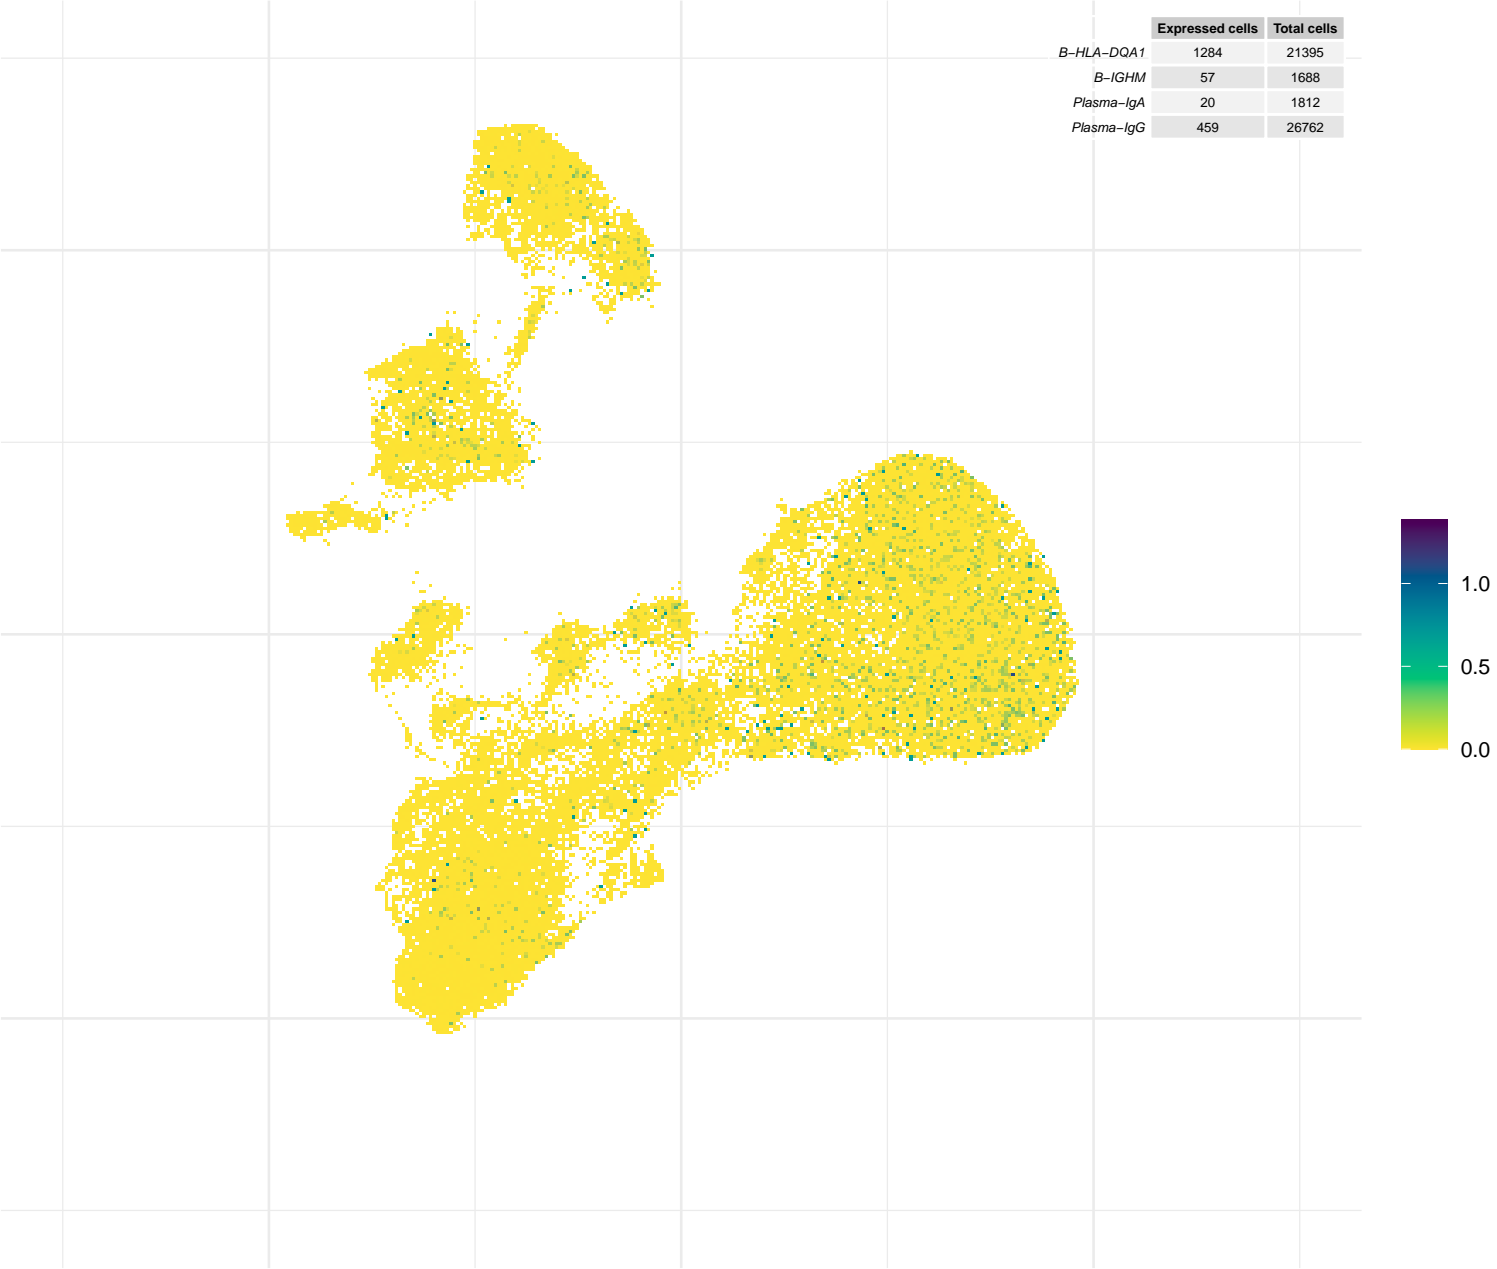 Expressed cells Total cells
B−HLA−DQA1 1284 21395
B−IGHM 57 1688
Plasma−IgA 20 1812
Plasma−IgG 459 26762
1.0
0.5
0.0